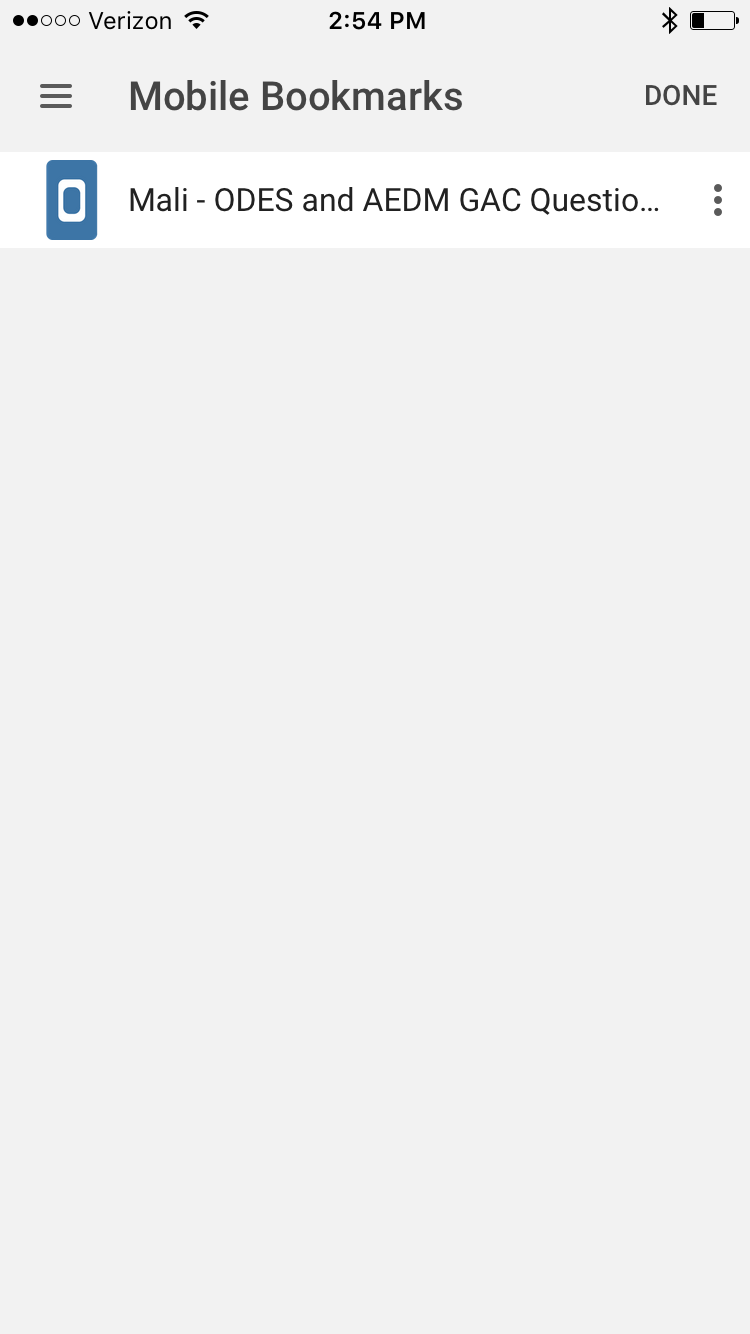 Verizon 2:54 PM
Mobile Bookmarks DONE
Mali - ODES and AEDM GAC Questio...